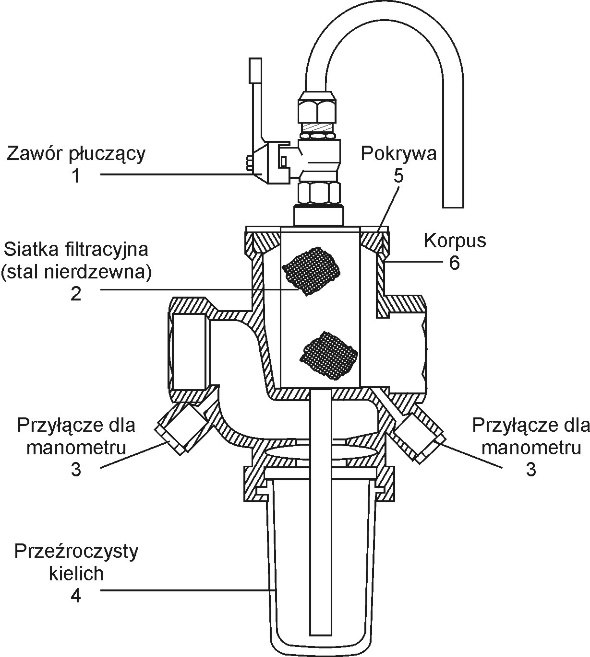 Zawór płuczący
1
Pokrywa
5
Siatka filtracyjna
(stal nierdzewna)
2
Korpus
6
Przyłącze dla
manometru
3
Przyłącze dla
manometru
3
Przeźroczysty
kielich
4